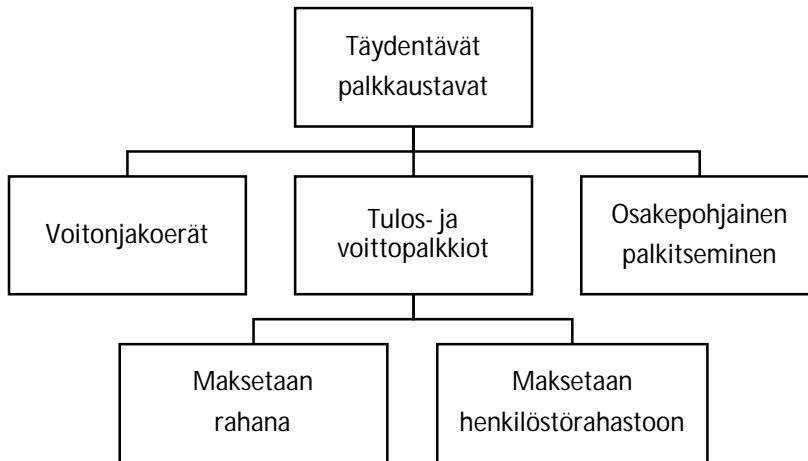 Täydentävät
palkkaustavat
Voitonjakoerät
Tulos- ja
voittopalkkiot
Osakepohjainen
palkitseminen
Maksetaan
rahana
Maksetaan
henkilöstörahastoon